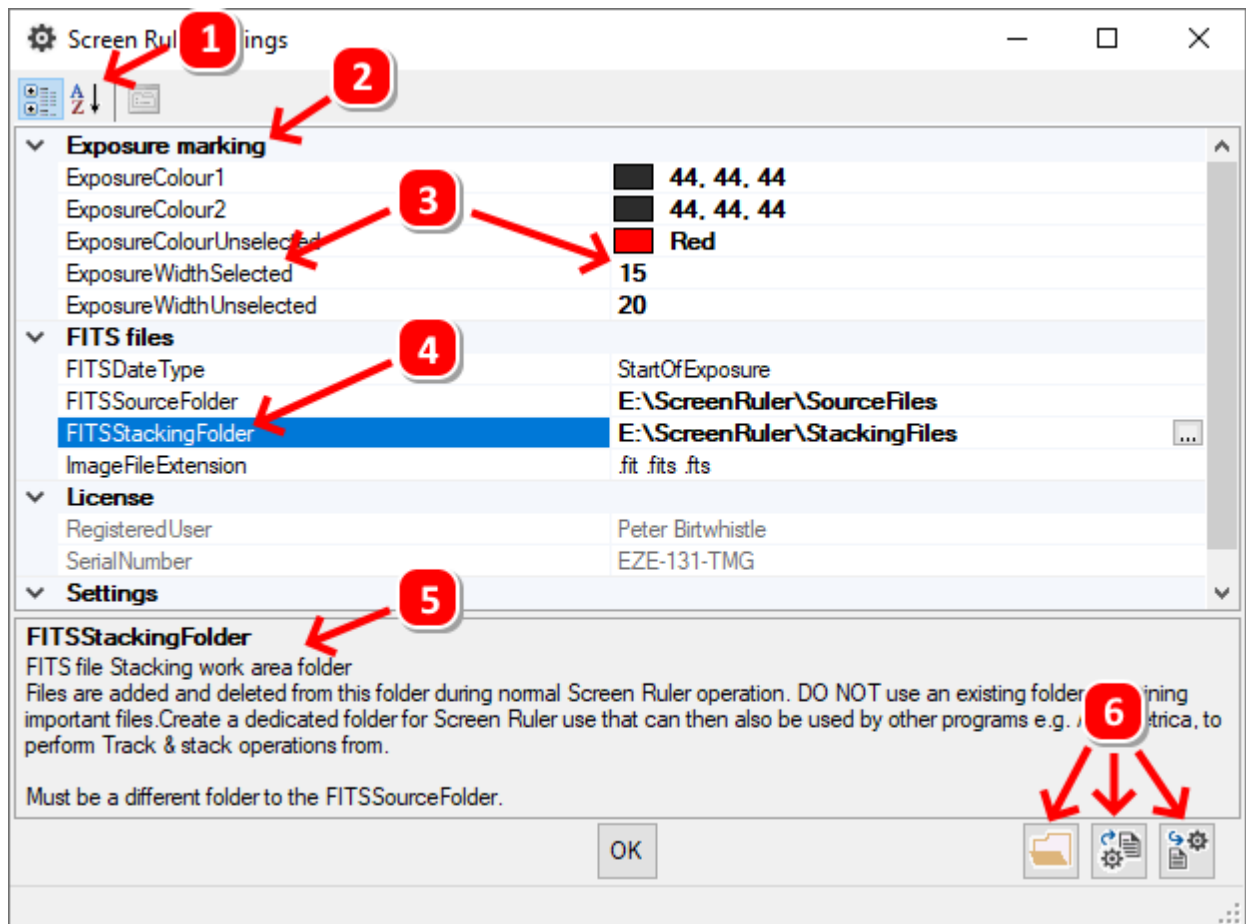 Screen Rul ings
1
2
Exposure marking
ExposureColour1 44, 44, 44
3
ExposureColour2 44, 44, 44
ExposureColourUnselected Red
ExposureWidthSelected 15
ExposureWidthUnselected 20
FITS files
4
FITSDateType StartOfExposure
FITSSourceFolder E:\ScreenRuler\SourceFiles
FITSStackingFolder E:\ScreenRuler\StackingFiles ...
ImageFileExtension .fit .fits .fts
License
RegisteredUser Peter Birtwhistle
SerialNumber EZE-131-TMG
Settings
5
FITSStackingFolder
FITS file Stacking work area folder
Files are added and deleted from this folder during normal Screen Ruler operation. DO NOT use an existing folder ining
important files.Create a dedicated folder for Screen Ruler use that can then also be used by other programs e.g. A etrica, to
6
perform Track & stack operations from.
Must be a different folder to the FITSSourceFolder.
OK